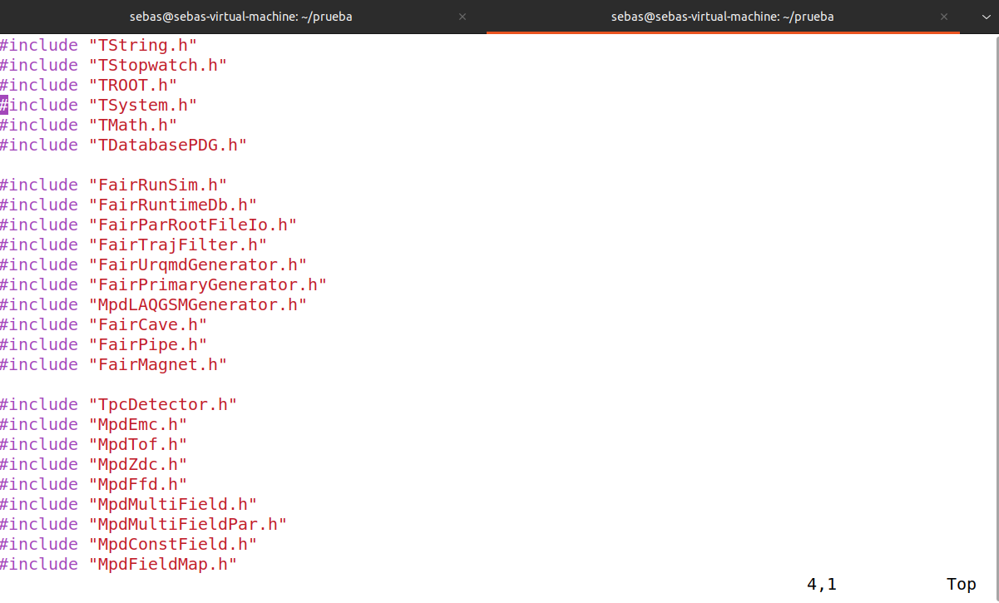 sebas@sebas-virtual-machine: ~/prueba
sebas@sebas-virtual-machine: ~/prueba
#include "TString.h"
#include "TStopwatch.h"
#include "TROOT.h"
#include "TSystem.h"
#include "TMath.h"
#include "TDatabasePDG.h"
#include "FairRunSim.h"
#include "FairRuntimeDb.h"
#include "FairParRootFileIo.h"
#include "FairTrajFilter.h"
#include "FairUrqmdGenerator.h"
#include "FairPrimaryGenerator.h"
#include "MpdLAQGSMGenerator.h"
#include "FairCave.h"
#include "FairPipe.h"
#include "FairMagnet.h"
#include "TpcDetector.h"
#include "MpdEmc.h"
#include "MpdTof.h"
#include "MpdZdc.h"
#include "MpdFfd.h"
#include "MpdMultiField.h"
#include "MpdMultiFieldPar.h"
#include "MpdConstField.h"
#include "MpdFieldMap.h"
4,1 Top